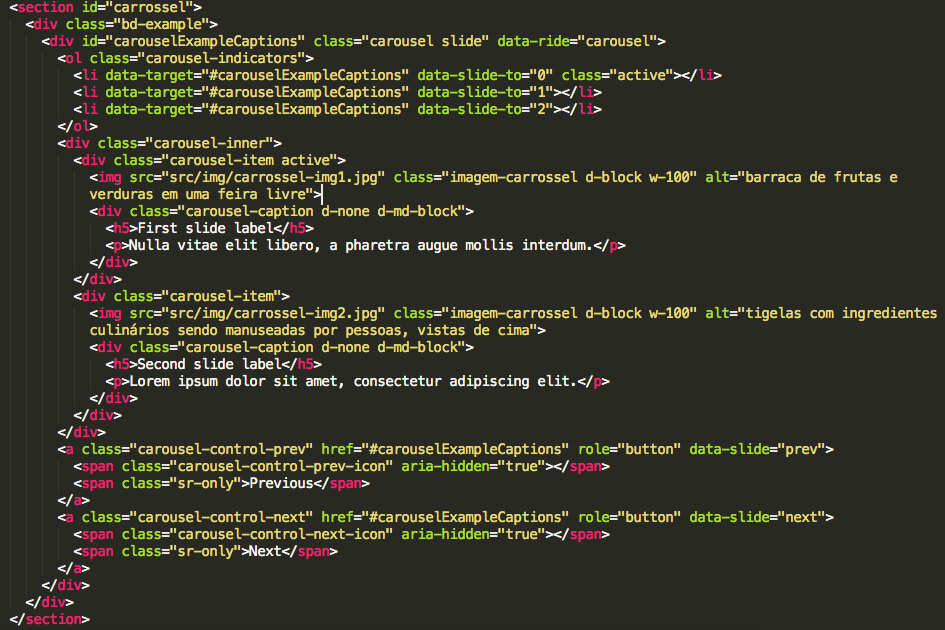 <section id="carrossel">
<div class="bd-example">
<div id="carouselExampleCaptions" class="carousel slide" data-ride="carousel">
<ol class="carousel-indicators">
<li data-target="#carouselExampleCaptions" data-slide-to="0" class="active"></li>
<li data-target="#carouselExampleCaptions" data-slide-to="1"></li>
<li data-target="#carouselExampleCaptions" data-slide-to="2"></li>
</ol>
<div class="carousel-inner">
<div class="carousel-item active">
<img src="src/img/carrossel-img1.jpg" class="imagem-carrossel d-block w-100" alt="barraca de frutas e
verduras em uma feira livre">
<div class="carousel-caption d-none d-md-block">
<h5>First slide label</h5>
<p>Nulla vitae elit libero, a pharetra augue mollis interdum.</p>
</div>
</div>
<div class="carousel-item">
<img src="src/img/carrossel-img2.jpg" class="imagem-carrossel d-block w-100" alt="tigelas com ingredientes
culinários sendo manuseadas por pessoas, vistas de cima">
<div class="carousel-caption d-none d-md-block">
<h5>Second slide label</h5>
<p>Lorem ipsum dolor sit amet, consectetur adipiscing elit.</p>
</div>
</div>
</div>
<a class="carousel-control-prev" href="#carouselExampleCaptions" role="button" data-slide="prev">
<span class="carousel-control-prev-icon" aria-hidden="true"></span>
<span class="sr-only">Previous</span>
</a>
<a class="carousel-control-next" href="#carouselExampleCaptions" role="button" data-slide="next">
<span class="carousel-control-next-icon" aria-hidden="true"></span>
<span class="sr-only">Next</span>
</a>
</div>
</div>
</section>